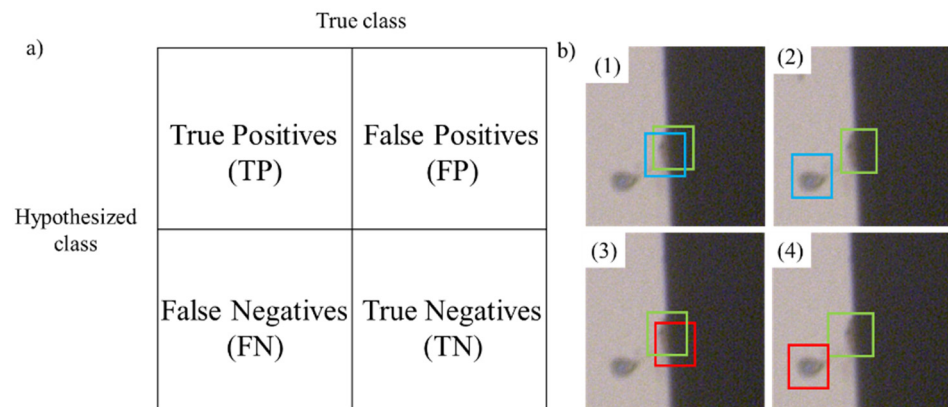 True class
a)
Hypothesized
class
True Positives
(TP)
False Positives
(FP)
False Negatives
(FN)
True Negatives
(TN)
b)
(1)
(2)
(3)
(4)